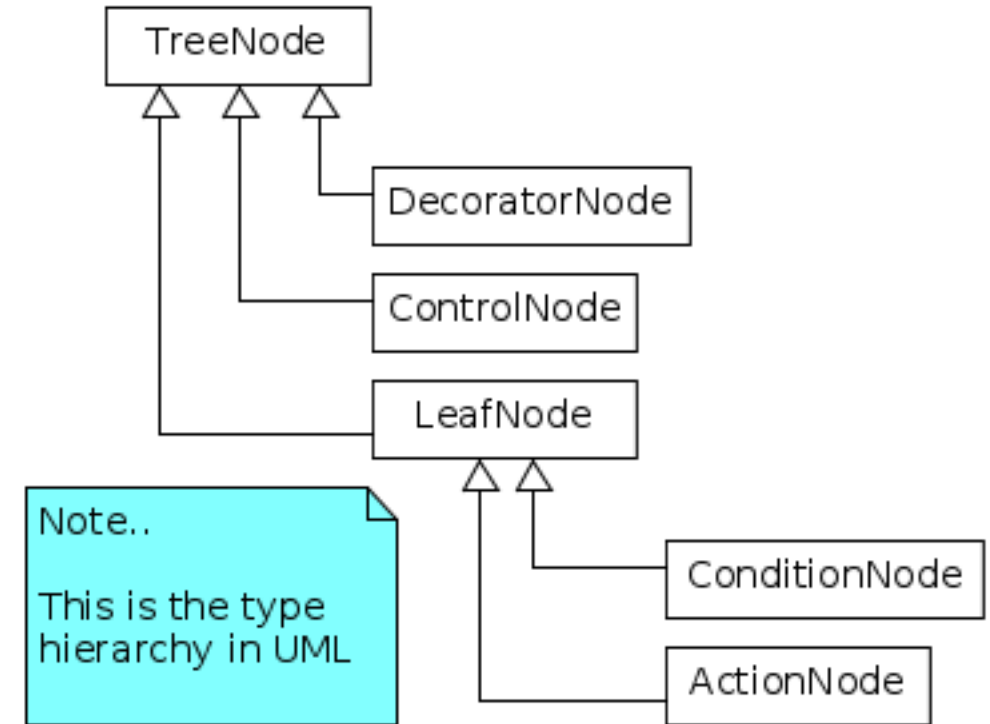 TreeNode
DecoratorNode
ControlNode
LeafNode
Note..
This is the type
hierarchy in UML
ConditionNode
ActionNode